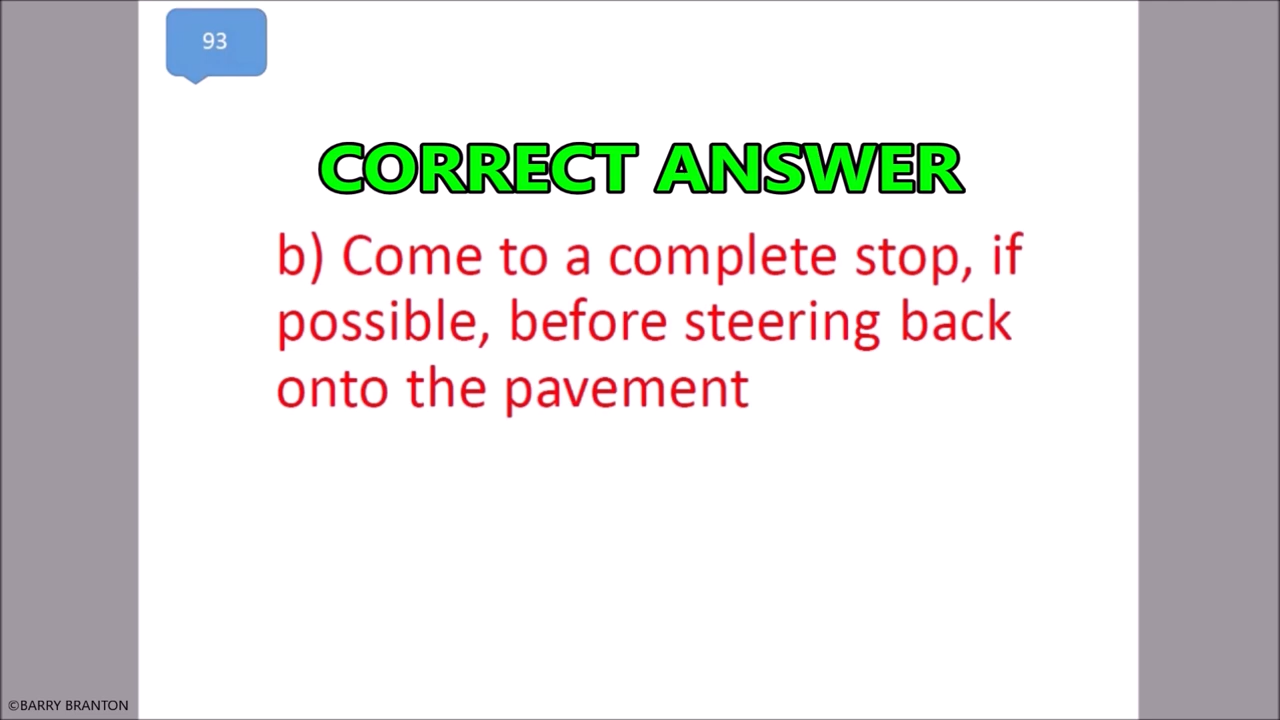 93
CORRECT ANSWER
b) Come to a complete stop, if
possible, before steering back
onto the pavement
©BARRY BRANTON